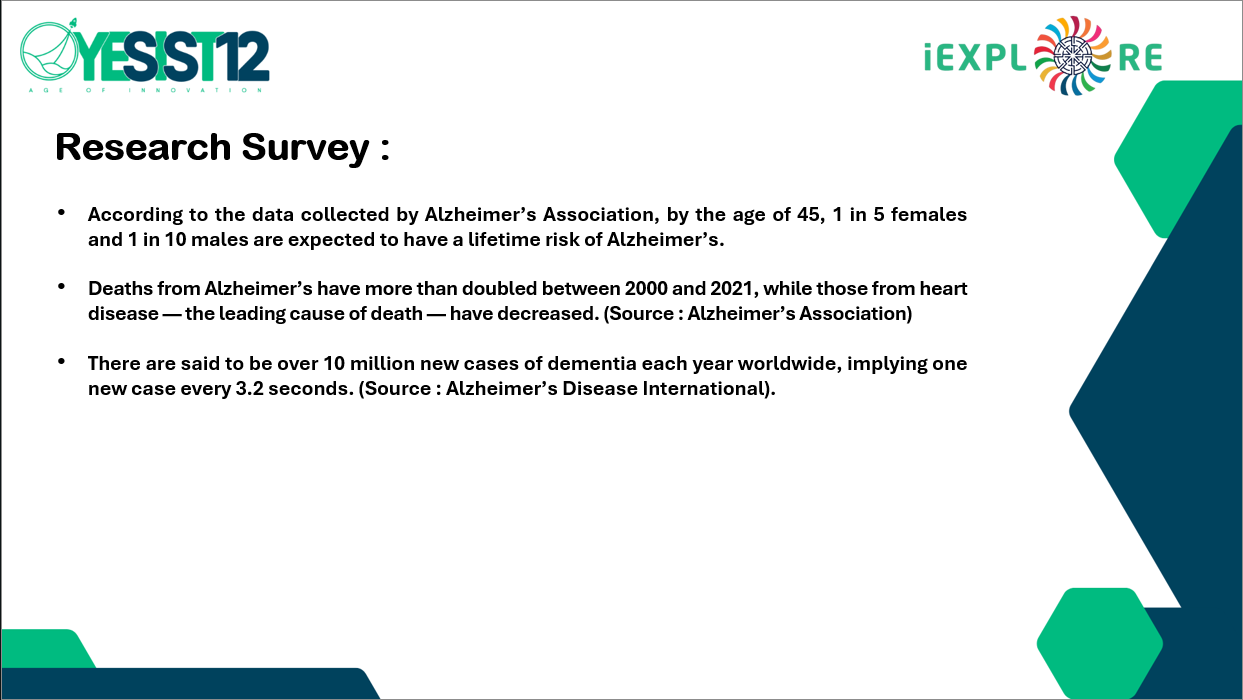 YESIST12
AGE OF INNOVATION
iEXPLORE
Research Survey :
• According to the data collected by Alzheimer’s Association, by the age of 45, 1 in 5 females
and 1 in 10 males are expected to have a lifetime risk of Alzheimer’s.
• Deaths from Alzheimer’s have more than doubled between 2000 and 2021, while those from heart
disease — the leading cause of death — have decreased. (Source : Alzheimer’s Association)
• There are said to be over 10 million new cases of dementia each year worldwide, implying one
new case every 3.2 seconds. (Source : Alzheimer’s Disease International).